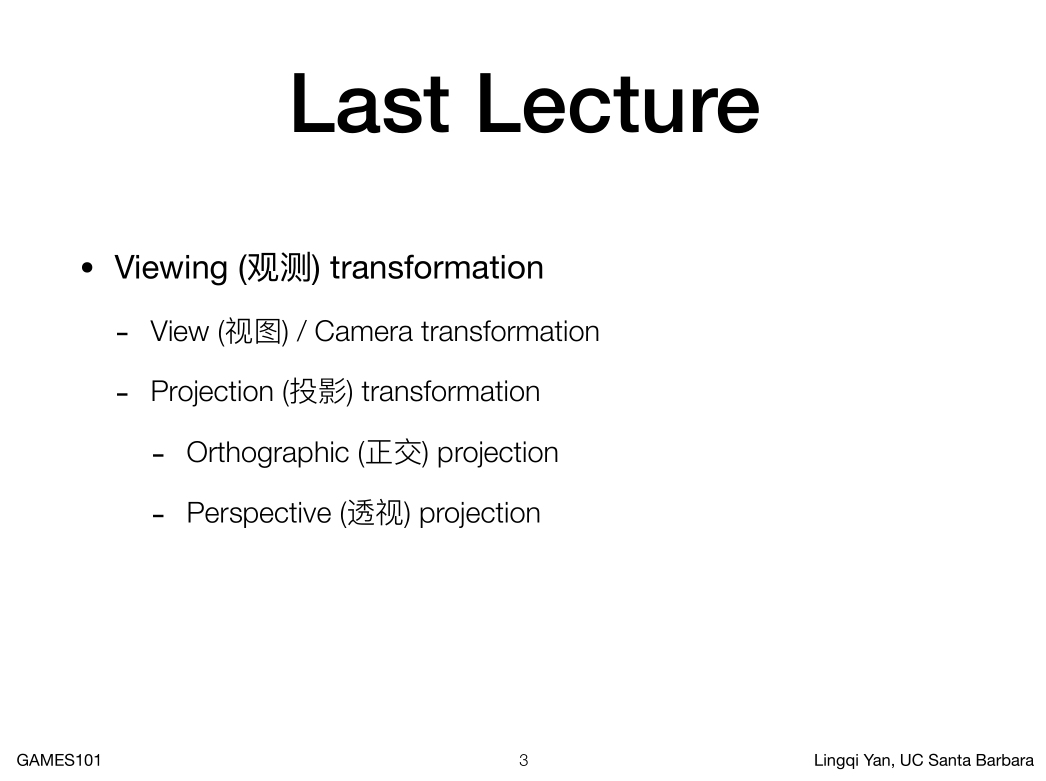 Last Lecture
• Viewing (观测) transformation
- View (视图) / Camera transformation
- Projection (投影) transformation
- Orthographic (正交) projection
- Perspective (透视) projection
GAMES101 3 Lingqi Yan, UC Santa Barbara